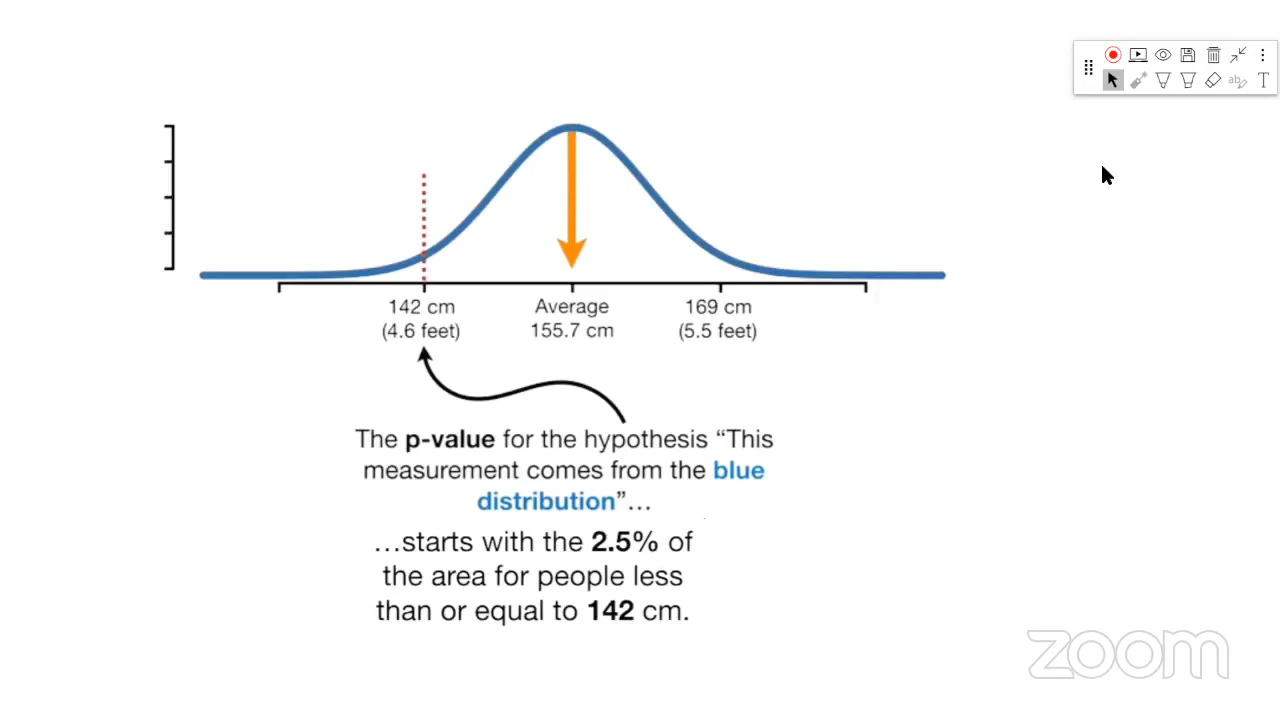 ab
T
142 cm
(4.6 feet)
Average
155.7 cm
169 cm
(5.5 feet)
The p-value for the hypothesis “This
measurement comes from the blue
distribution”…
…starts with the 2.5% of
the area for people less
than or equal to 142 cm.
zoom